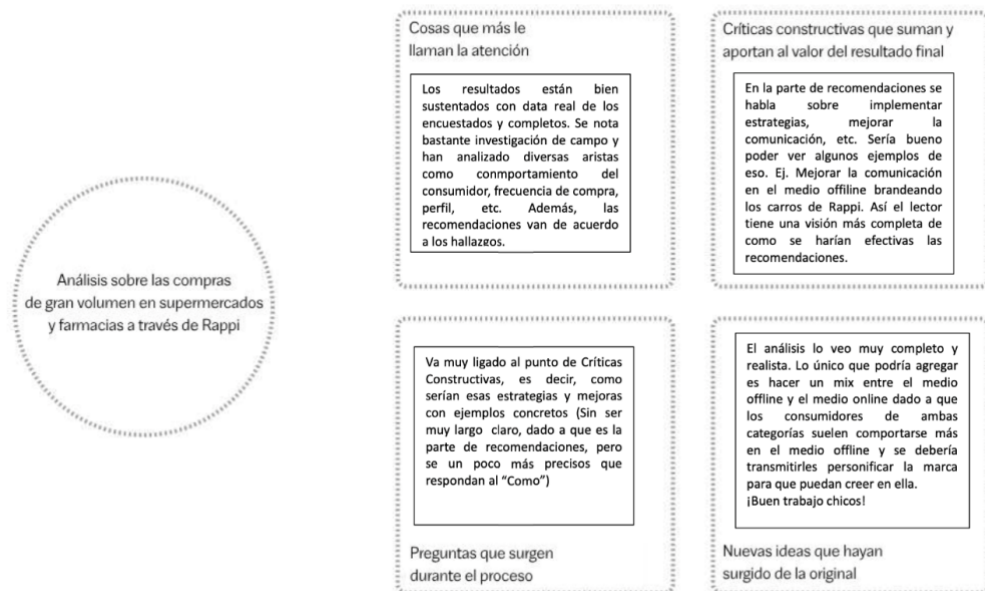 Análisis sobre las compras
de gran volumen en supermercados
y farmacias a través de Rappi
Cosas que más le
llaman la atención
Los resultados están bien
sustentados con data real de los
encuestados y completos. Se nota
bastante investigación de campo y
han analizado diversas aristas
como conmportamiento del
consumidor, frecuencia de compra,
perfil, etc. Además, las
recomendaciones van de acuerdo
a los hallazgos.
Críticas constructivas que suman y
aportan al valor del resultado final
En la parte de recomendaciones se
habla sobre implementar
estrategias, mejorar la
comunicación, etc. Sería bueno
poder ver algunos ejemplos de
eso. Ej. Mejorar la comunicación
en el medio offiline brandeando
los carros de Rappi. Así el lector
tiene una visión más completa de
como se harían efectivas las
recomendaciones.
Va muy ligado al punto de Críticas
Constructivas, es decir, como
serían esas estrategias y mejoras
con ejemplos concretos (Sin ser
muy largo claro, dado a que es la
parte de recomendaciones, pero
se un poco más precisos que
respondan al “Como”)
Preguntas que surgen
durante el proceso
El análisis lo veo muy completo y
realista. Lo único que podría agregar
es hacer un mix entre el medio
offline y el medio online dado a que
los consumidores de ambas
categorías suelen comportarse más
en el medio offline y se debería
transmitirles personificar la marca
para que puedan creer en ella.
¡Buen trabajo chicos!
Nuevas ideas que hayan
surgido de la original